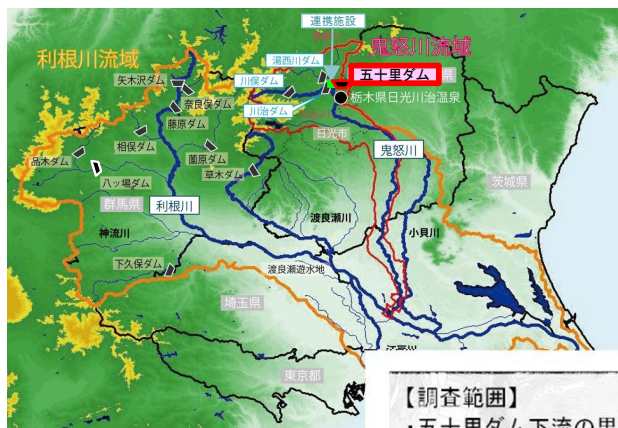 連携施設
鬼怒川流域
利根川流域
湯西川ダム
五十里ダム
県
矢木沢ダム
川俣ダム
奈良俣ダム
栃木県日光川治温泉
川治ダム
藤原ダム
日光市
相俣ダム
薗原ダム
鬼怒川
品木ダム
草木ダム
茨城県
八ッ場ダム
群馬県
利根川
渡良瀬川
小貝川
神流川
渡良瀬遊水地
下久保ダム
埼玉県
東京都
【調査範囲】